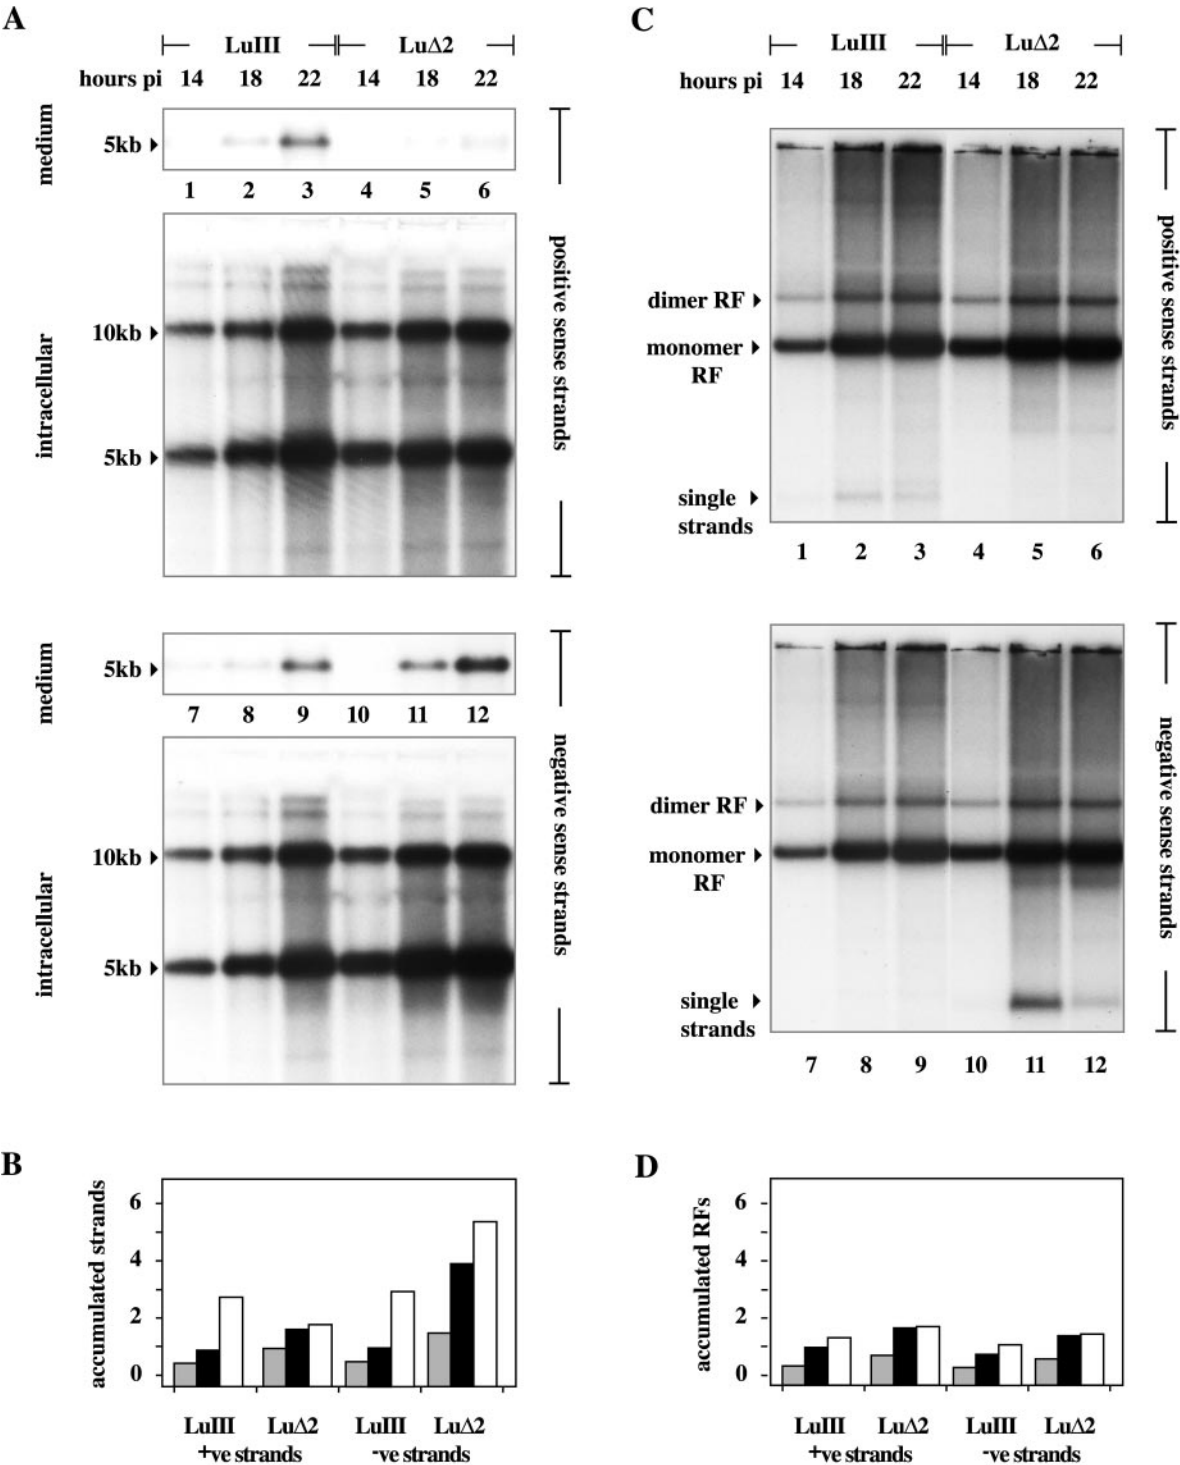 A
LuIII LuΔ2
hours pi 14 18 22 14 18 22
medium
5kb
1 2 3 4 5 6
positive sense strands
intracellular
10kb
5kb
medium
5kb
7 8 9 10 11 12
negative sense strands
intracellular
10kb
5kb
C
LuIII LuΔ2
hours pi 14 18 22 14 18 22
positive sense strands
dimer RF
monomer
RF
single
strands
1 2 3 4 5 6
negative sense strands
dimer RF
monomer
RF
single
strands
7 8 9 10 11 12
B
accumulated strands
6
4
2
0
LuIII LuΔ2 LuIII LuΔ2
+ve strands -ve strands
D
accumulated RFs
6
4
2
0
LuIII LuΔ2 LuIII LuΔ2
+ve strands -ve strands